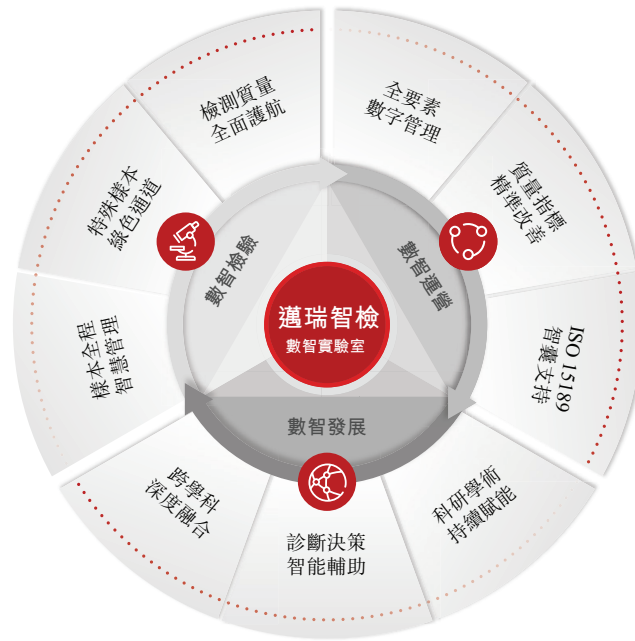 檢測質量
全面護航
全要素
數字管理
特殊樣本
綠色通道
質量指標
精準改善
數智檢驗
數智運營
邁瑞智檢
數智實驗室
樣本全程
智慧管理
ISO 15189
智囊支持
數智發展
跨學科
深度融合
診斷決策
智能輔助
科研學術
持續賦能